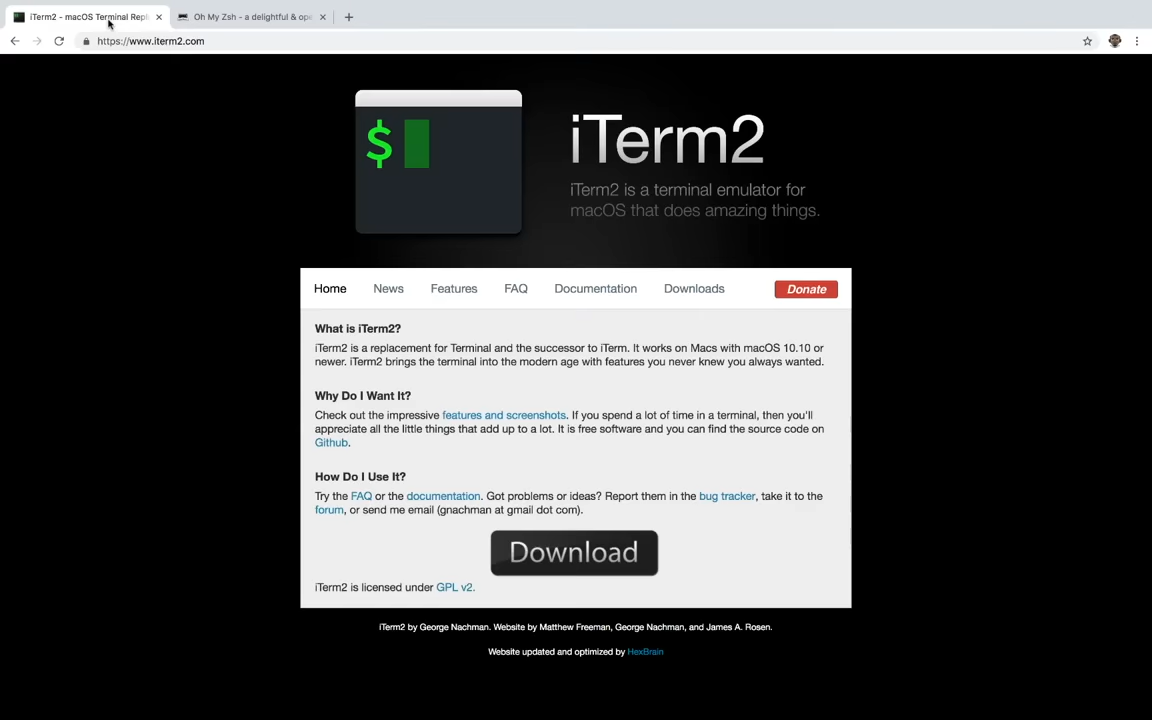 iTerm2 - macOS Terminal Repl
Oh My Zsh - a delightful & ope
https://www.iterm2.com
$
iTerm2
iTerm2 is a terminal emulator for
macOS that does amazing things.
Home News Features FAQ Documentation Downloads Donate
What is iTerm2?
iTerm2 is a replacement for Terminal and the successor to iTerm. It works on Macs with macOS 10.10 or
newer. iTerm2 brings the terminal into the modern age with features you never knew you always wanted.
Why Do I Want It?
Check out the impressive features and screenshots. If you spend a lot of time in a terminal, then you'll
appreciate all the little things that add up to a lot. It is free software and you can find the source code on
Github.
How Do I Use It?
Try the FAQ or the documentation. Got problems or ideas? Report them in the bug tracker, take it to the
forum, or send me email (gnachman at gmail dot com).
Download
iTerm2 is licensed under GPL v2.
iTerm2 by George Nachman. Website by Matthew Freeman, George Nachman, and James A. Rosen.
Website updated and optimized by HexBrain